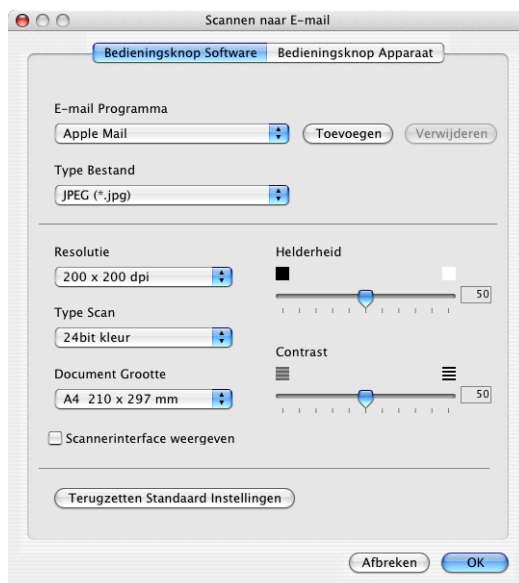 Scannen naar E-mail
Bedieningsknop Software Bedieningsknop Apparaat
E-mail Programma
Apple Mail Toevoegen Verwijderen
Type Bestand
JPEG (*.jpg)
Resolutie Helderheid
200 x 200 dpi
50
Type Scan
24bit kleur
Contrast
Document Grootte
A4 210 x 297 mm 50
Scannerinterface weergeven
Terugzetten Standaard Instellingen
Afbreken OK